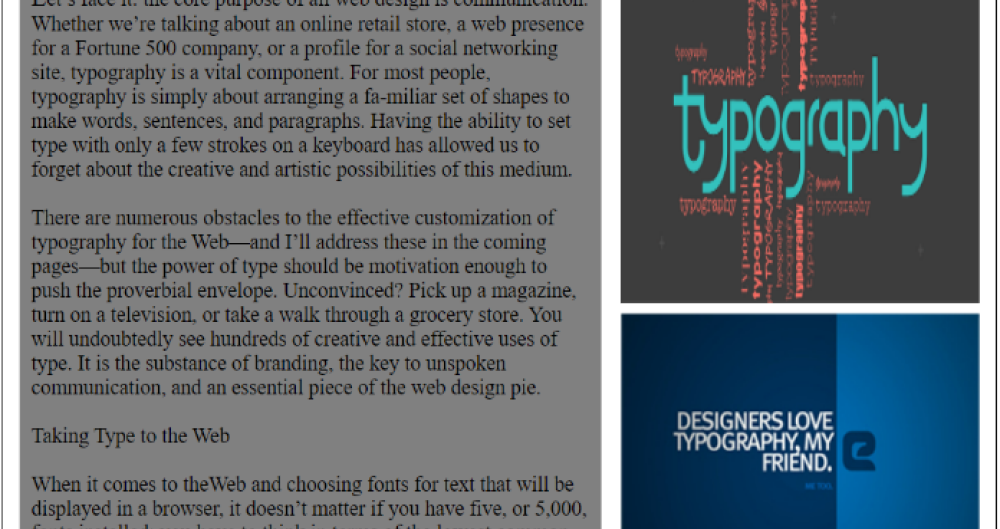 Let's face it: the core purpose of all web design is communication.
Whether we're talking about an online retail store, a web presence
for a Fortune 500 company, or a profile for a social networking
site, typography is a vital component. For most people,
typography is simply about arranging a fa-miliar set of shapes to
make words, sentences, and paragraphs. Having the ability to set
type with only a few strokes on a keyboard has allowed us to
forget about the creative and artistic possibilities of this medium.
There are numerous obstacles to the effective customization of
typography for the Web—and I'll address these in the coming
pages—but the power of type should be motivation enough to
push the proverbial envelope. Unconvinced? Pick up a magazine,
turn on a television, or take a walk through a grocery store. You
will undoubtedly see hundreds of creative and effective uses of
type. It is the substance of branding, the key to unspoken
communication, and an essential piece of the web design pie.
Taking Type to the Web
When it comes to theWeb and choosing fonts for text that will be
displayed in a browser, it doesn't matter if you have five, or 5,000,
typography
TYPOGRAPHY
typography
typography
typography
typography
typography
TYPOGRAPHY
DESIGNERS LOVE
TYPOGRAPHY, MY
FRIEND.
e